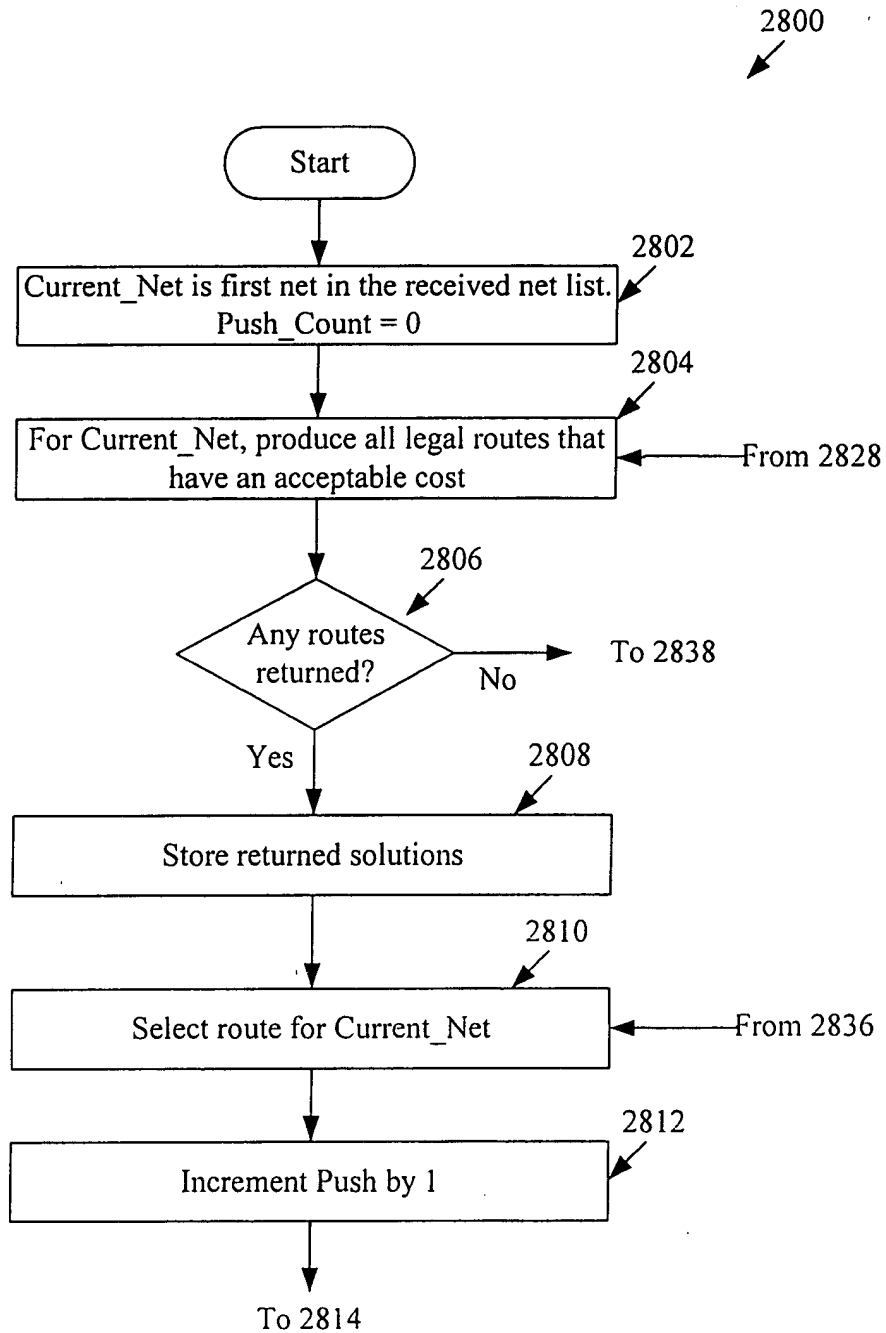 2800
Start
2802
Current_Net is first net in the received net list.
Push_Count = 0
2804
For Current_Net, produce all legal routes that
have an acceptable cost
From 2828
2806
Any routes
returned?
No
To 2838
Yes
2808
Store returned solutions
2810
Select route for Current_Net
From 2836
2812
Increment Push by 1
To 2814